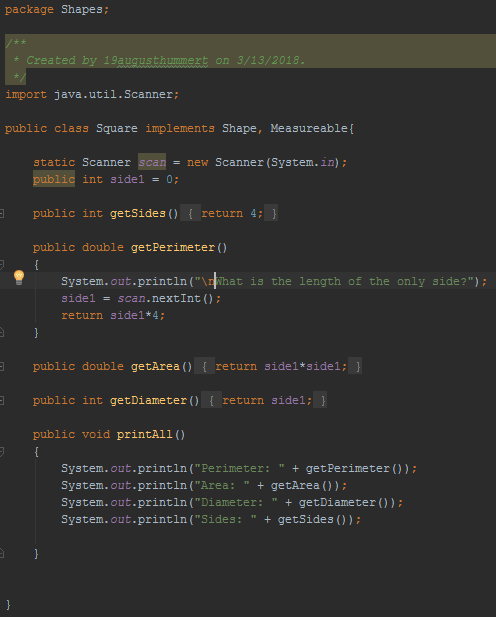 package Shapes;
/**
 * Created by 19augusthummert on 3/13/2018.
 */
import java.util.Scanner;
public class Square implements Shape, Measureable{
    static Scanner scan = new Scanner(System.in);
    public int side1 = 0;
    public int getSides() { return 4; }
    public double getPerimeter()
    {
        System.out.println("\nWhat is the length of the only side?");
        side1 = scan.nextInt();
        return side1*4;
    }
    public double getArea() { return side1*side1; }
    public int getDiameter() { return side1; }
    public void printAll()
    {
        System.out.println("Perimeter: " + getPerimeter());
        System.out.println("Area: " + getArea());
        System.out.println("Diameter: " + getDiameter());
        System.out.println("Sides: " + getSides());
    }
}